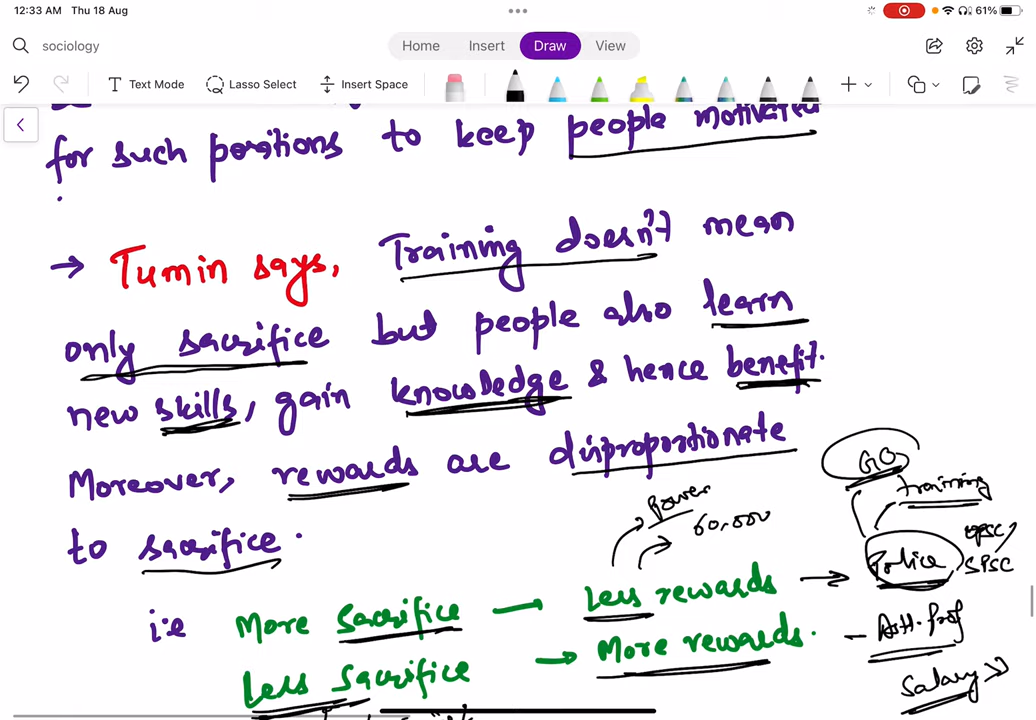 12:33 AM Thu 18 Aug
61%
sociology
Home Insert Draw View
Text Mode Lasso Select Insert Space
for such positions to keep people motivated
→ Tumin says, Training doesn't mean
only sacrifice but people also learn
new skills, gain knowledge & hence benefit.
Moreover, rewards are disproportionate
to sacrifice.
GO
training
Power
60,000
UPSC/
Police SPSC
i.e More sacrifice — Less rewards →
Less Sacrifice → More rewards. — Asst. Prof
Salary